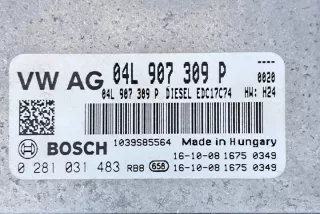 ----
VW AG 04L 907 309 P 0020
04L 907 309 P DIESEL EDC17C74 HW: H24
BOSCH 1039S85564 Made in Hungary
16-10-08 1675 0349
0 281 031 483 RB8 658 16-10-08 1675 0349